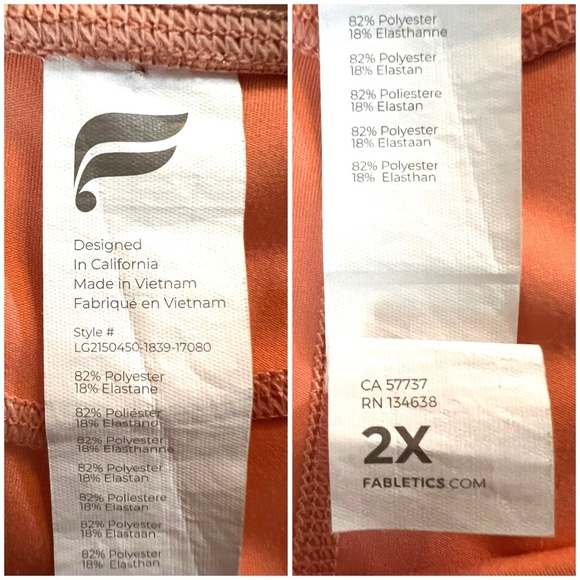 Designed
In California
Made in Vietnam
Fabriqué en Vietnam
Style #
LG2150450-1839-17080
82% Polyester
18% Elastane
82% Poliéster
18% Elastano
82% Polyester
18% Elasthanne
82% Polyester
18% Elastan
82% Poliestere
18% Elastan
82% Polyester
18% Elastaan
82% Polyester
18% Elasthan
82% Polyester
18% Elasthanne
82% Polyester
18% Elastan
82% Poliestere
18% Elastan
82% Polyester
18% Elastaan
82% Polyester
18% Elasthan
CA 57737
RN 134638
2X
FABLETICS.COM